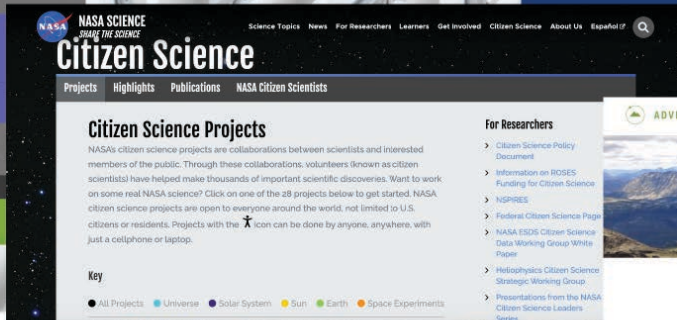 NASA
NASA SCIENCE
SHARE THE SCIENCE
Science Topics News For Researchers Learners Get Involved Citizen Science About Us Español
Citizen Science
Projects Highlights Publications NASA Citizen Scientists
Citizen Science Projects
NASA's citizen science projects are collaborations between scientists and interested
members of the public. Through these collaborations, volunteers (known as citizen
scientists) have helped make thousands of important scientific discoveries. Want to work
on some real NASA science? Click on one of the 28 projects below to get started. NASA
citizen science projects are open to everyone around the world, not limited to U.S.
citizens or residents. Projects with the icon can be done by anyone, anywhere, with
just a cellphone or laptop.
Key
All Projects Universe Solar System Sun Earth Space Experiments
For Researchers
Citizen Science Policy
Document
Information on ROSES
Funding for Citizen Science
NSPIRES
Federal Citizen Science Page
NASA ESDS Citizen Science
Data Working Group White
Paper
Heliophysics Citizen Science
Strategic Working Group
Presentations from the NASA
Citizen Science Leaders
Series